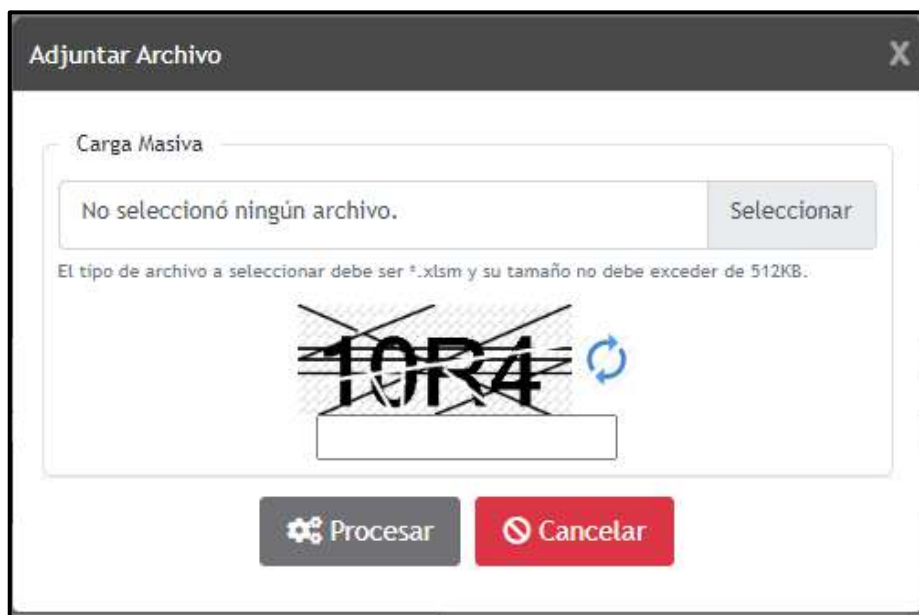 Adjuntar Archivo X
Carga Masiva
No seleccionó ningún archivo. Seleccionar
El tipo de archivo a seleccionar debe ser *.xlsm y su tamaño no debe exceder de 512KB.
10R4
Procesar Cancelar